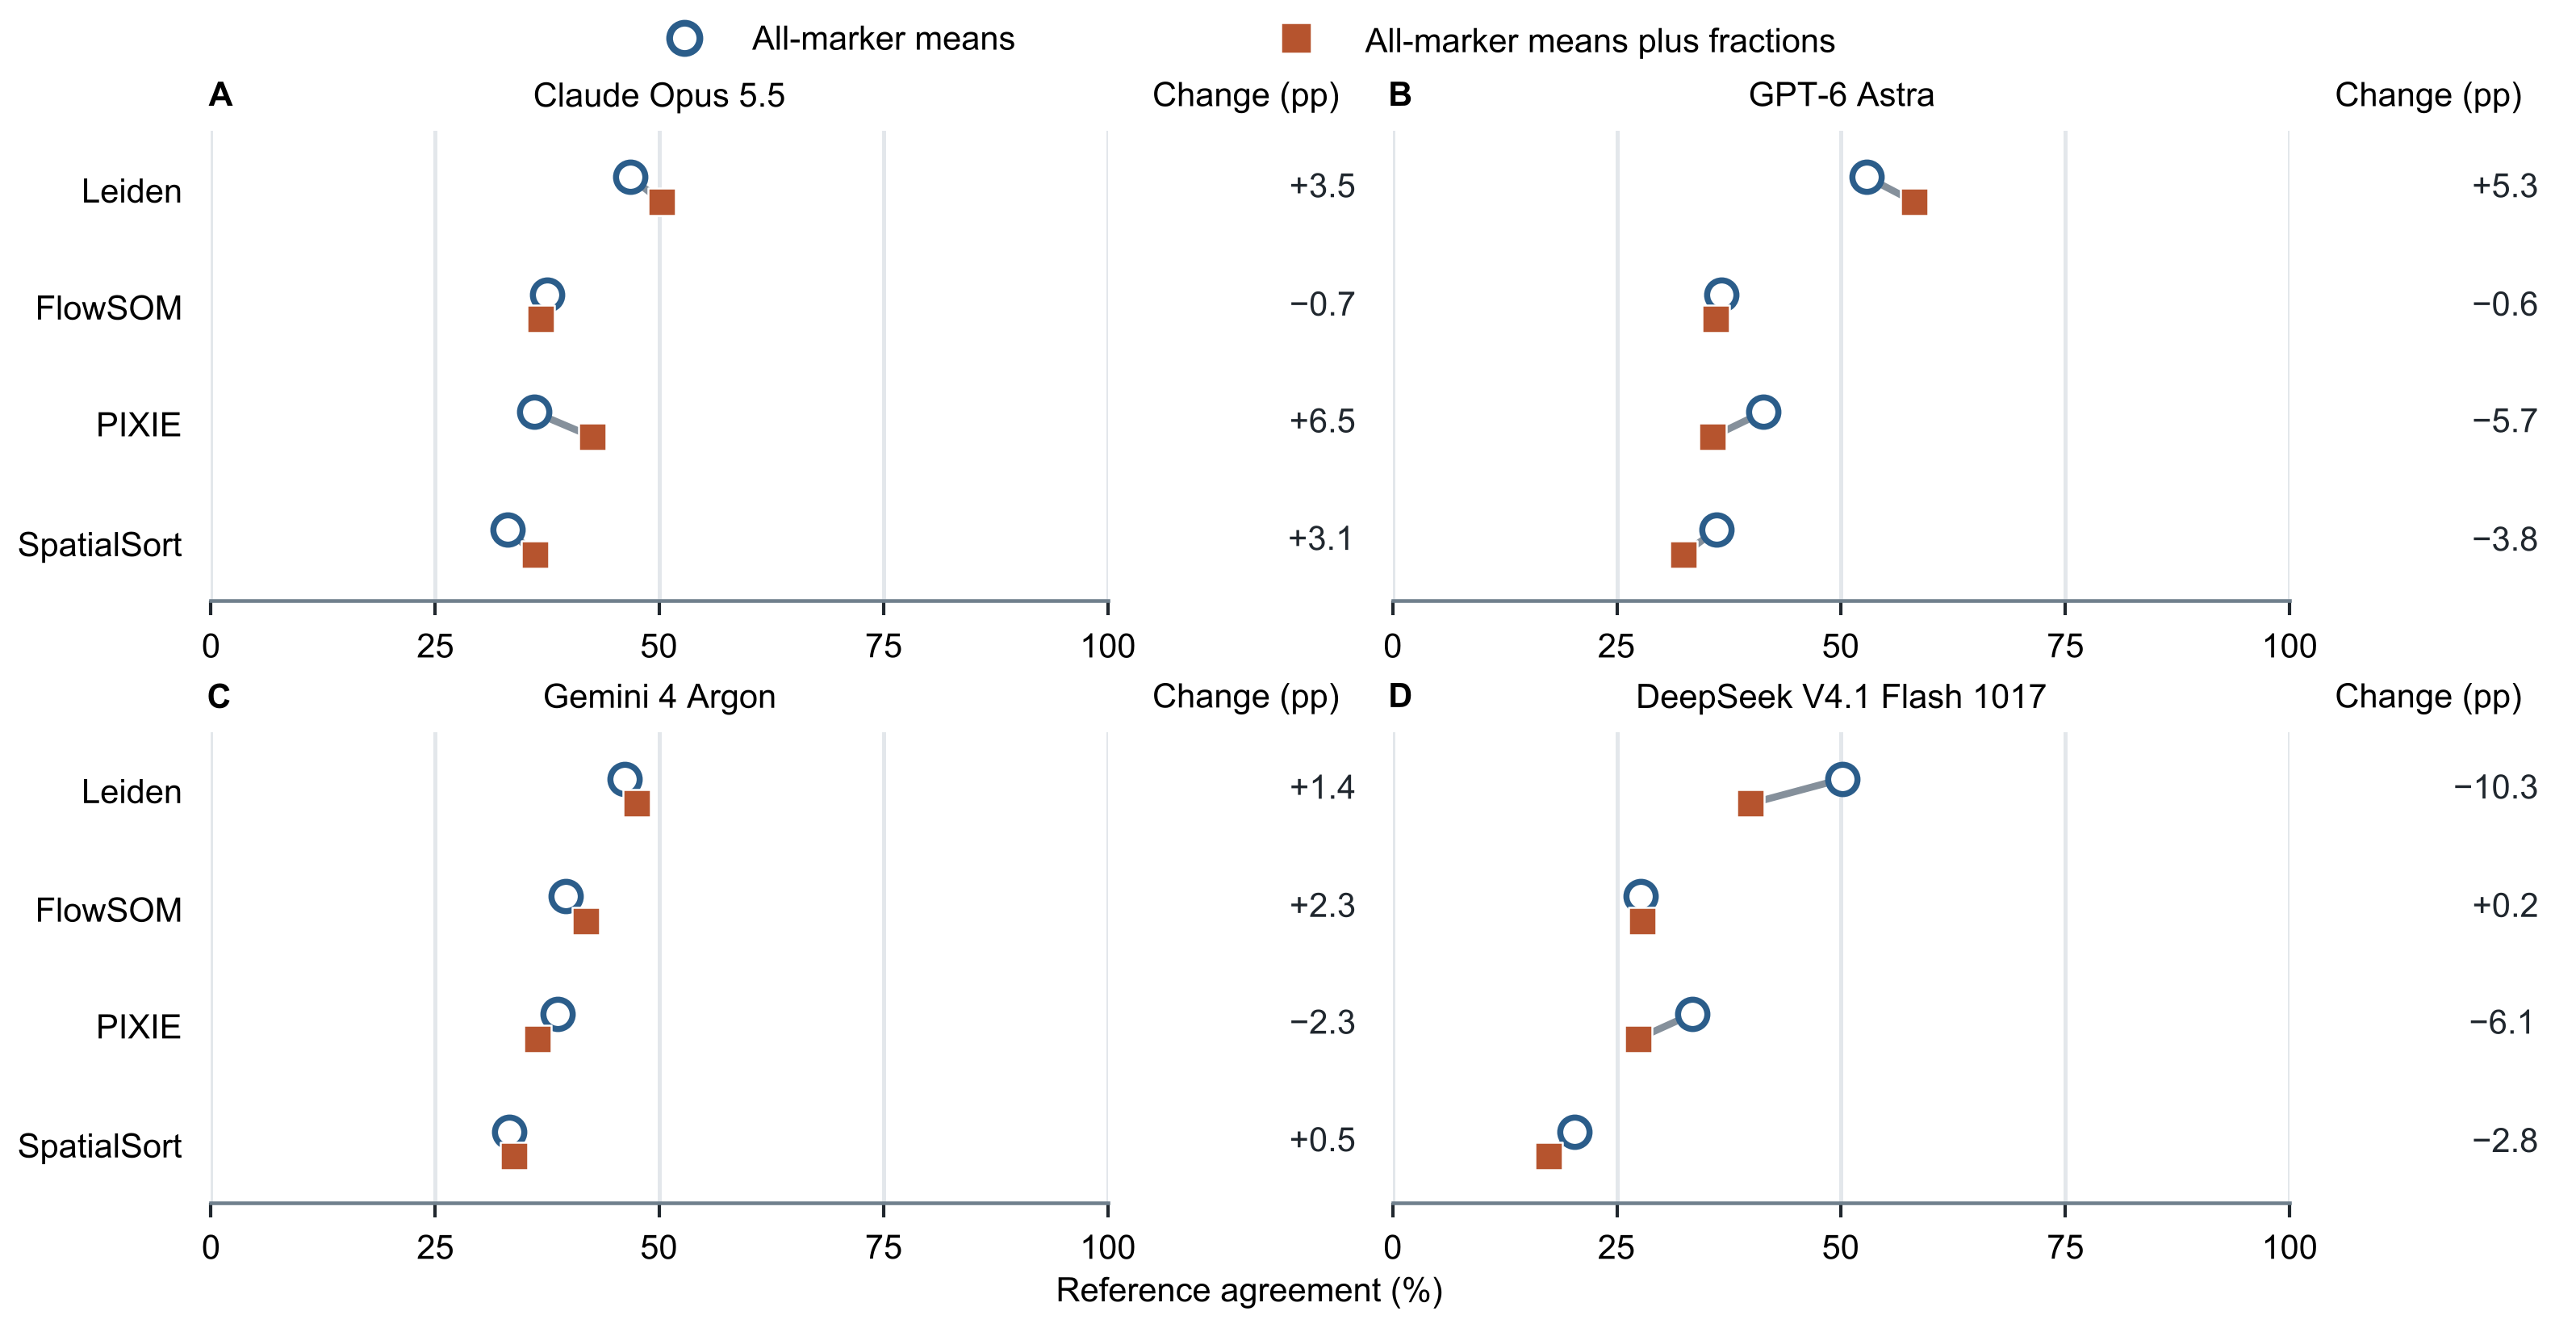 All-marker means
All-marker means plus fractions
A
Claude Opus 5.5
Change (pp)
Leiden
+3.5
FlowSOM
−0.7
PIXIE
+6.5
SpatialSort
+3.1
0 25 50 75 100
B
GPT-6 Astra
Change (pp)
+5.3
−0.6
−5.7
−3.8
0 25 50 75 100
C
Gemini 4 Argon
Change (pp)
Leiden
+1.4
FlowSOM
+2.3
PIXIE
−2.3
SpatialSort
+0.5
0 25 50 75 100
D
DeepSeek V4.1 Flash 1017
Change (pp)
−10.3
+0.2
−6.1
−2.8
0 25 50 75 100
Reference agreement (%)